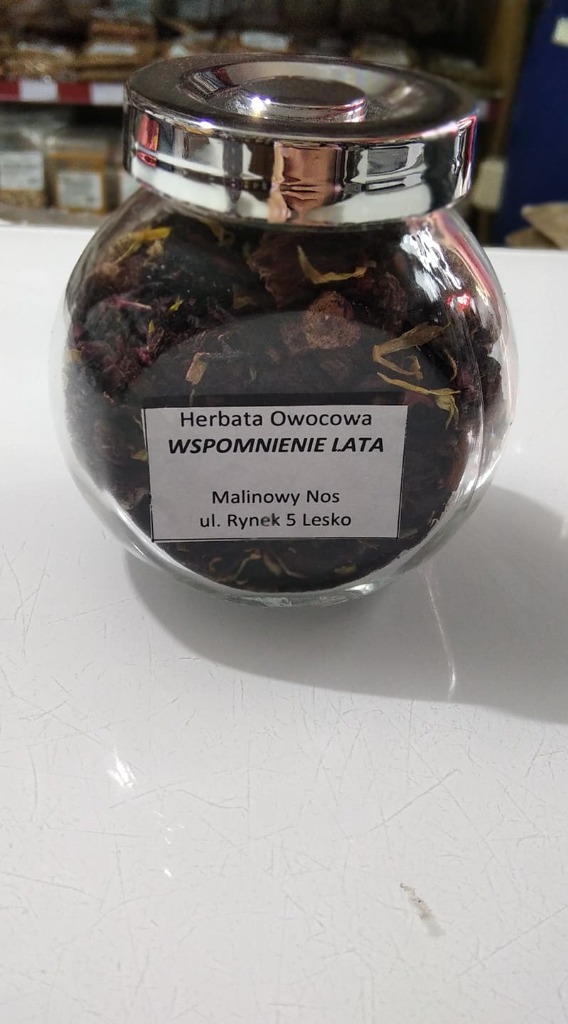 Herbata Owocowa
WSPOMNIENIE LATA
Malinowy Nos
ul. Rynek 5 Lesko